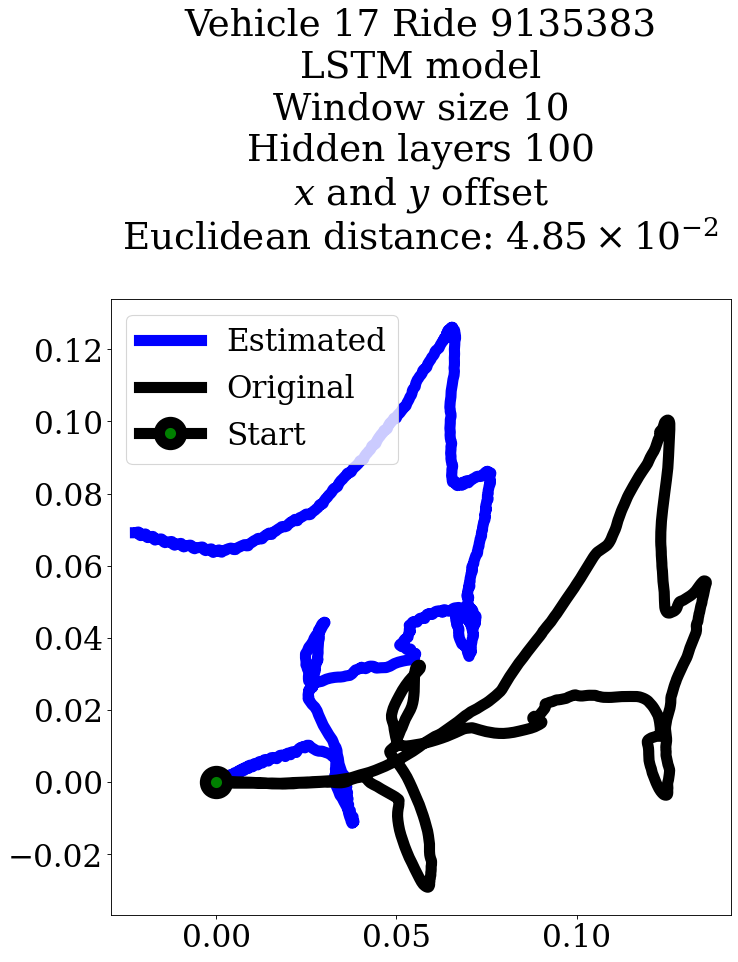 Vehicle 17 Ride 9135383
LSTM model
Window size 10
Hidden layers 100
x and y offset
Euclidean distance: 4.85 × 10⁻²
Estimated
Original
Start
0.12
0.10
0.08
0.06
0.04
0.02
0.00
−0.02
0.00 0.05 0.10